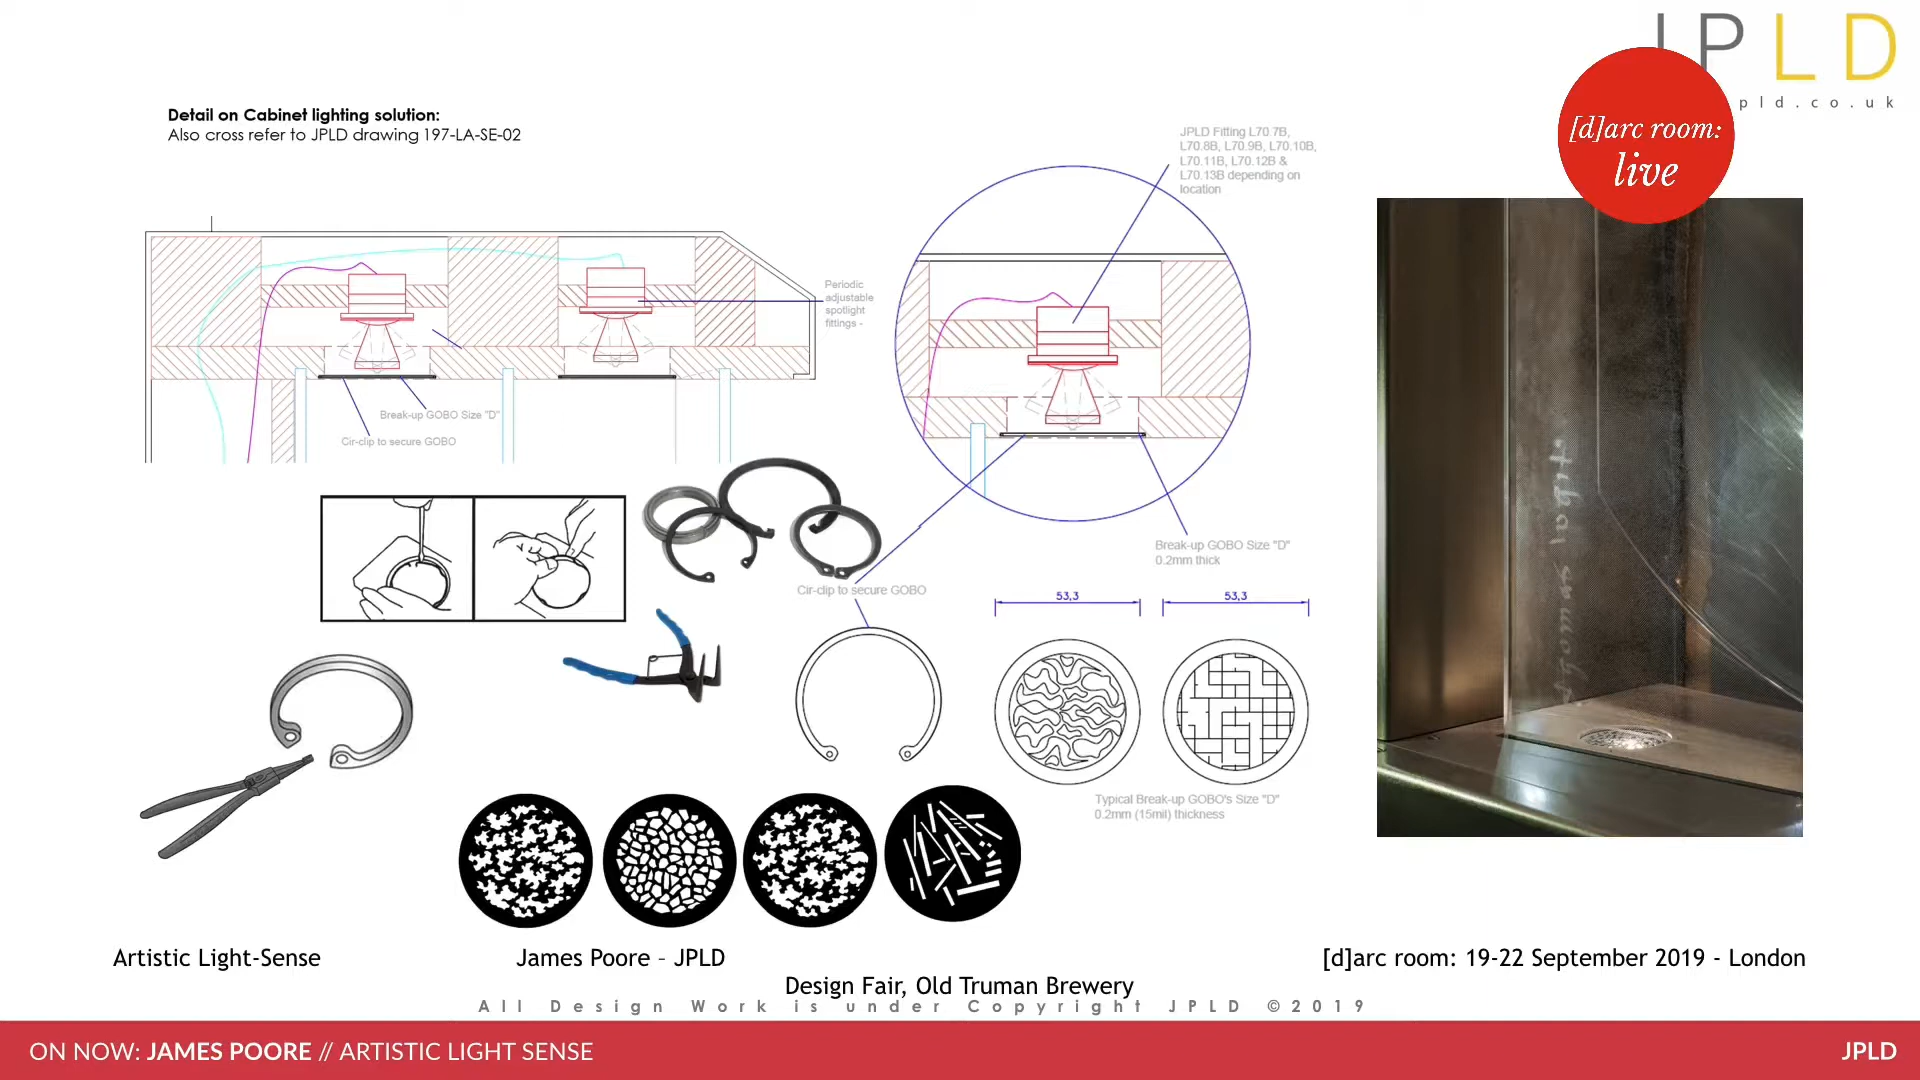 JPLD
jpld.co.uk
[d]arc room:
live
Detail on Cabinet lighting solution:
Also cross refer to JPLD drawing 197-LA-SE-02
JPLD Fitting L70.7B,
L70.8B, L70.9B, L70.10B,
L70.11B, L70.12B &
L70.13B depending on
location
Periodic
adjustable
spotlight
fittings -
Break-up GOBO Size "D"
Cir-clip to secure GOBO
Break-up GOBO Size "D"
0.2mm thick
Cir-clip to secure GOBO
53,3
53,3
Typical Break-up GOBO's Size "D"
0.2mm (15mil) thickness
Artistic Light-Sense
James Poore - JPLD
[d]arc room: 19-22 September 2019 - London
Design Fair, Old Truman Brewery
All Design Work is under Copyright JPLD ©2019
ON NOW: JAMES POORE // ARTISTIC LIGHT SENSE
JPLD